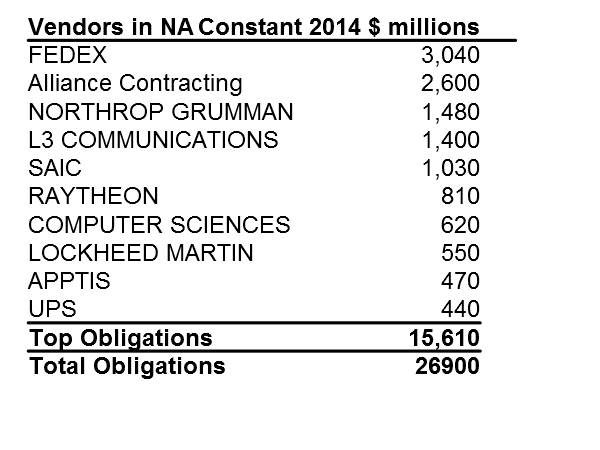 Vendors in NA Constant 2014 $ millions
FEDEX 3,040
Alliance Contracting 2,600
NORTHROP GRUMMAN 1,480
L3 COMMUNICATIONS 1,400
SAIC 1,030
RAYTHEON 810
COMPUTER SCIENCES 620
LOCKHEED MARTIN 550
APPTIS 470
UPS 440
Top Obligations 15,610
Total Obligations 26900